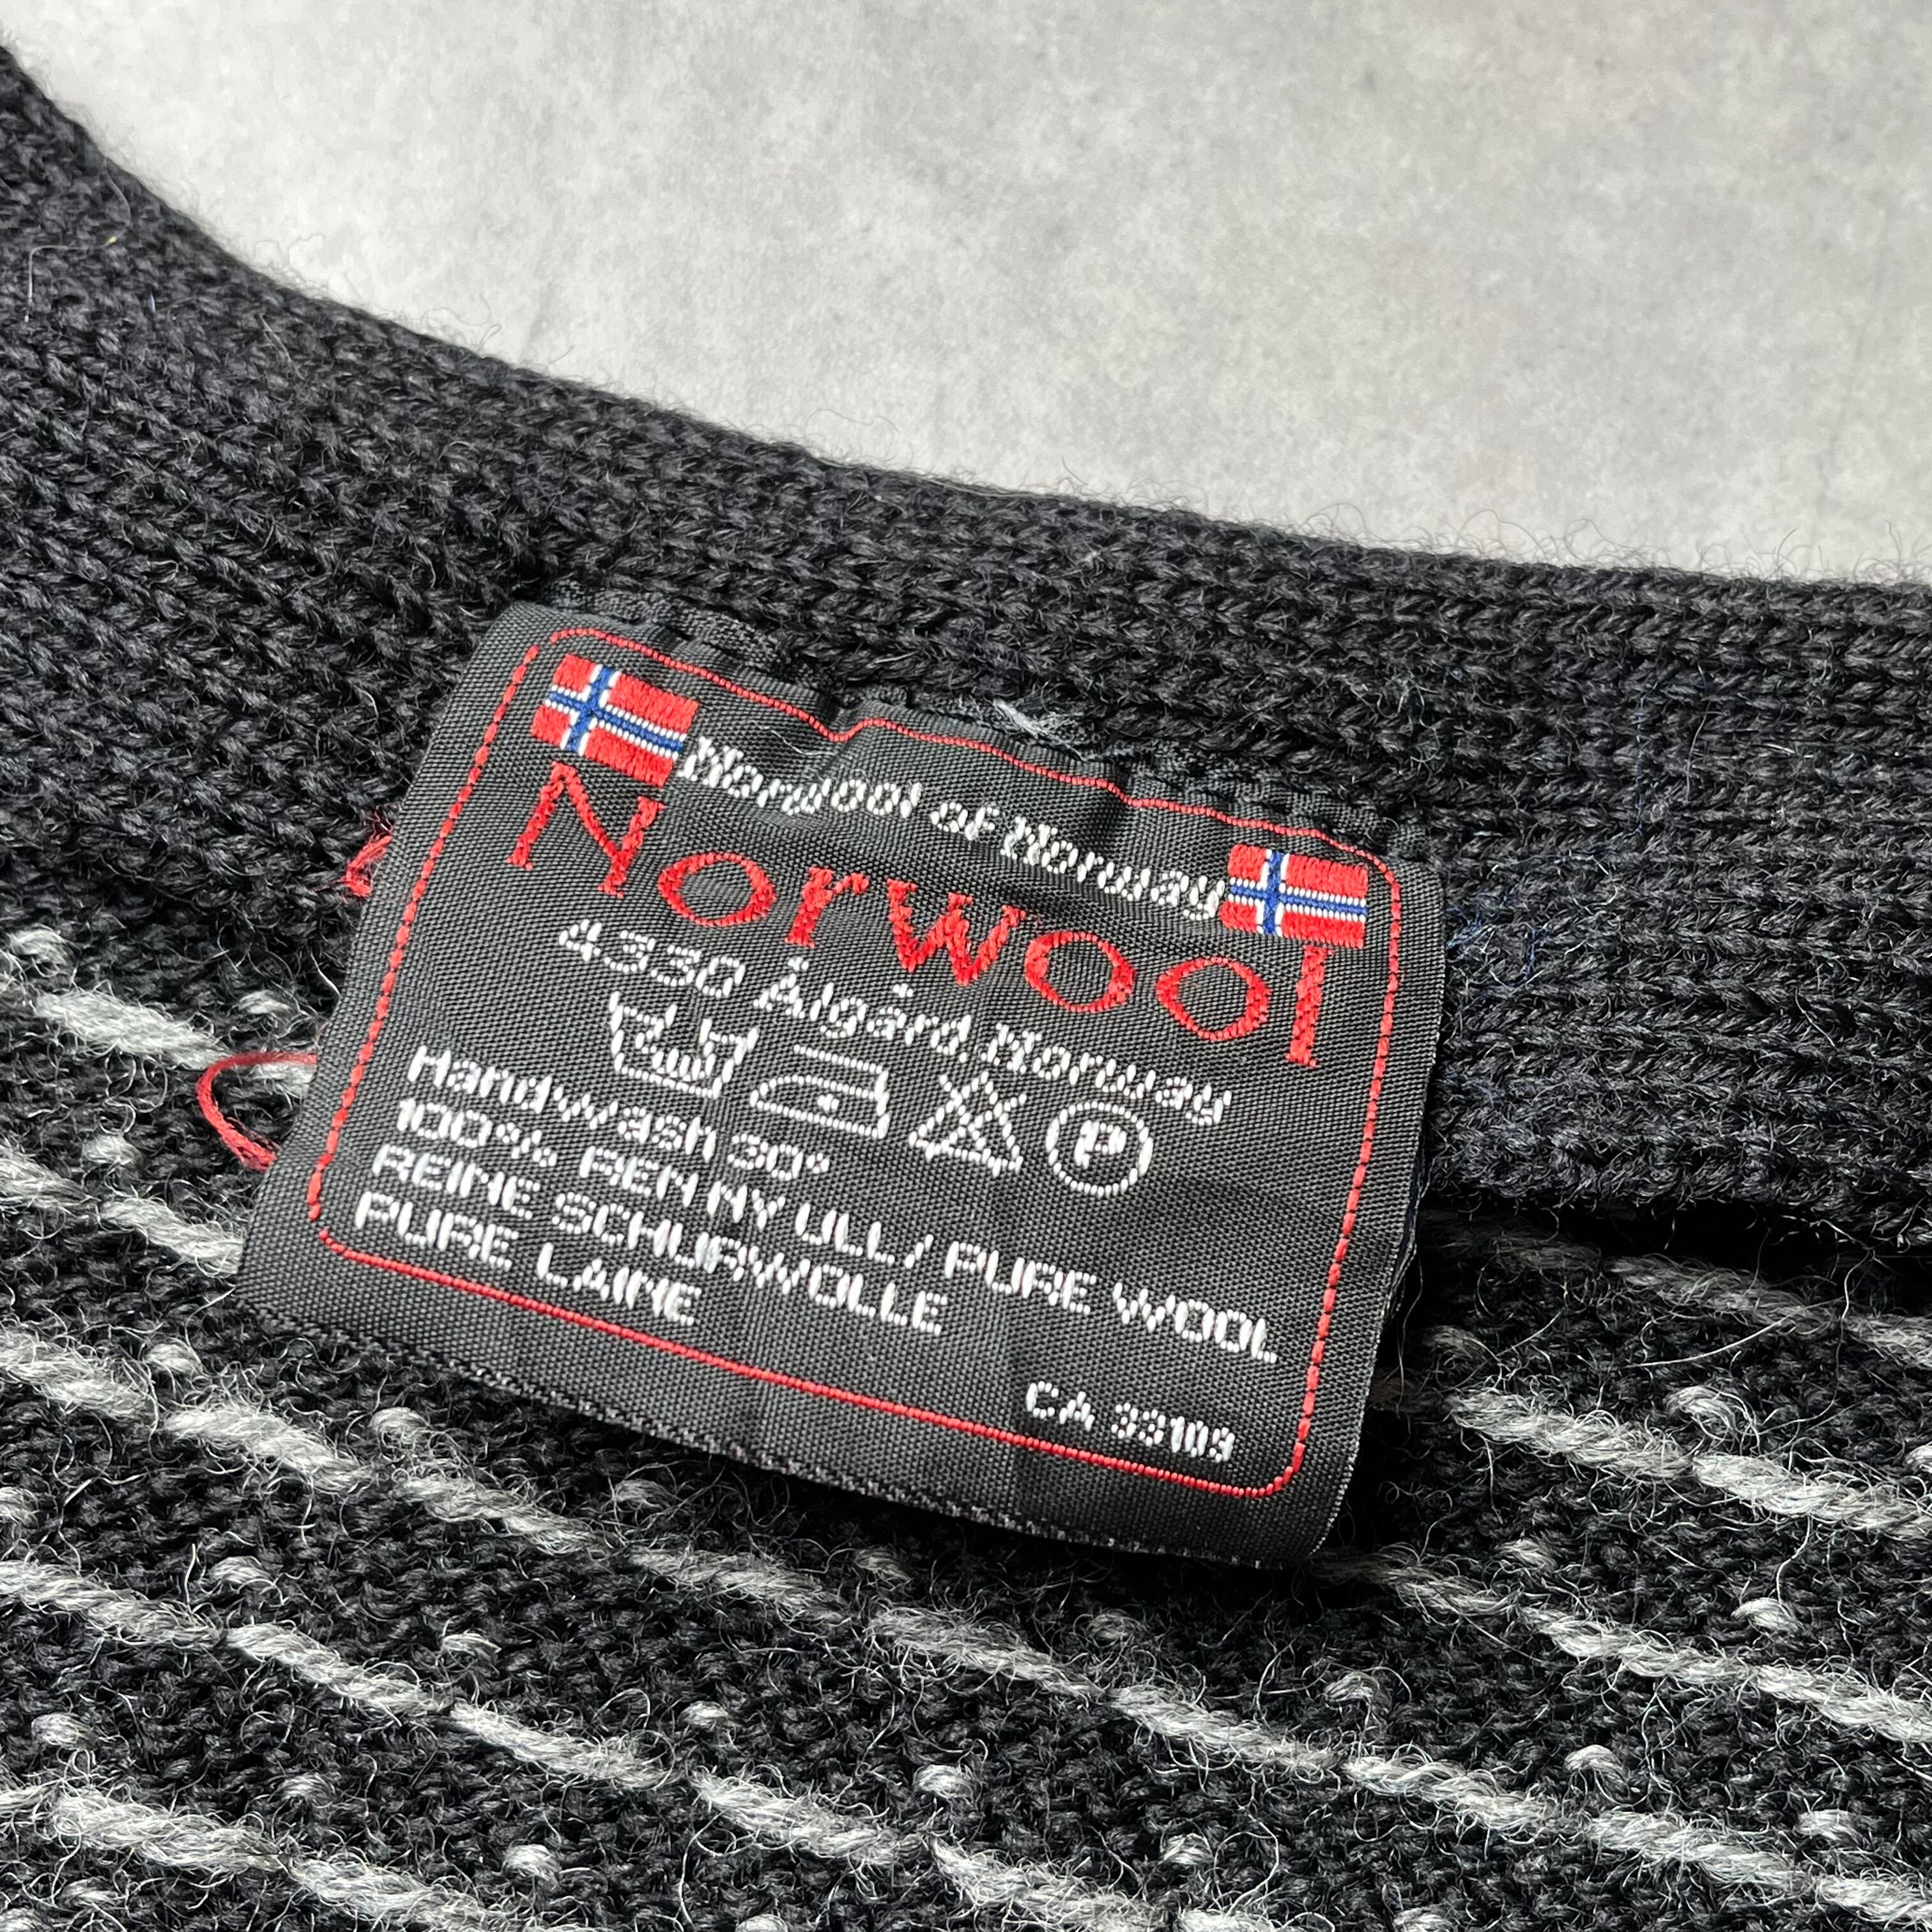 Norwool of Norway
Norwool
4330 Ålgård, Norway
P
Handwash 30°
100% REN NY ULL / PURE WOOL
REINE SCHURWOLLE
PURE LAINE
CA 33109